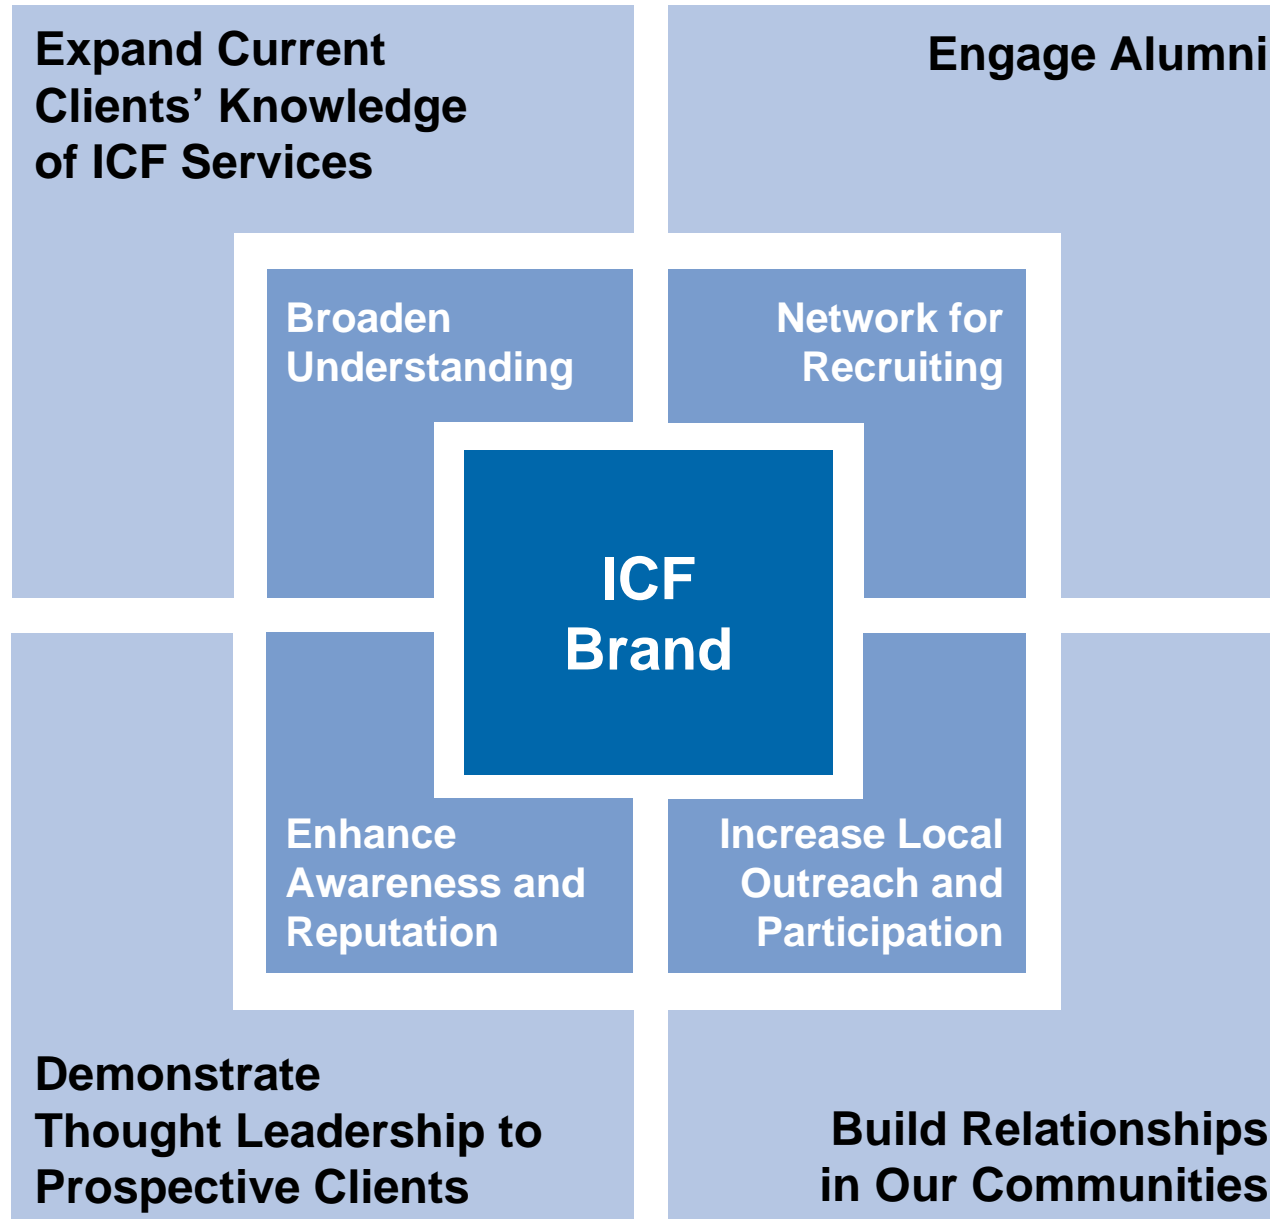 Expand Current
Clients’ Knowledge
of ICF Services
Engage Alumni
Broaden
Understanding
Network for
Recruiting
ICF
Brand
Enhance
Awareness and
Reputation
Increase Local
Outreach and
Participation
Demonstrate
Thought Leadership to
Prospective Clients
Build Relationships
in Our Communities